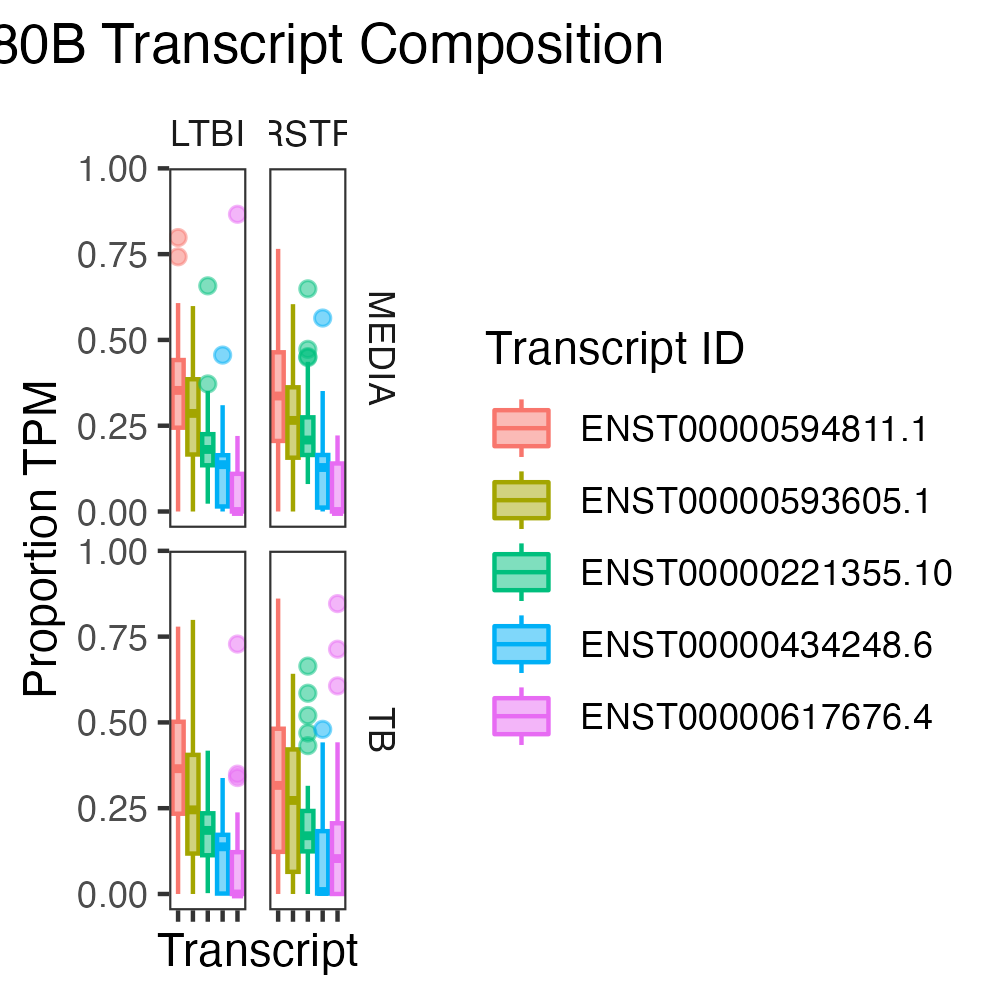 80B Transcript Composition
LTBI
RSTR
1.00
0.75
0.50
0.25
0.00
MEDIA
1.00
0.75
0.50
0.25
0.00
TB
Proportion TPM
Transcript
Transcript ID
ENST00000594811.1
ENST00000593605.1
ENST00000221355.10
ENST00000434248.6
ENST00000617676.4